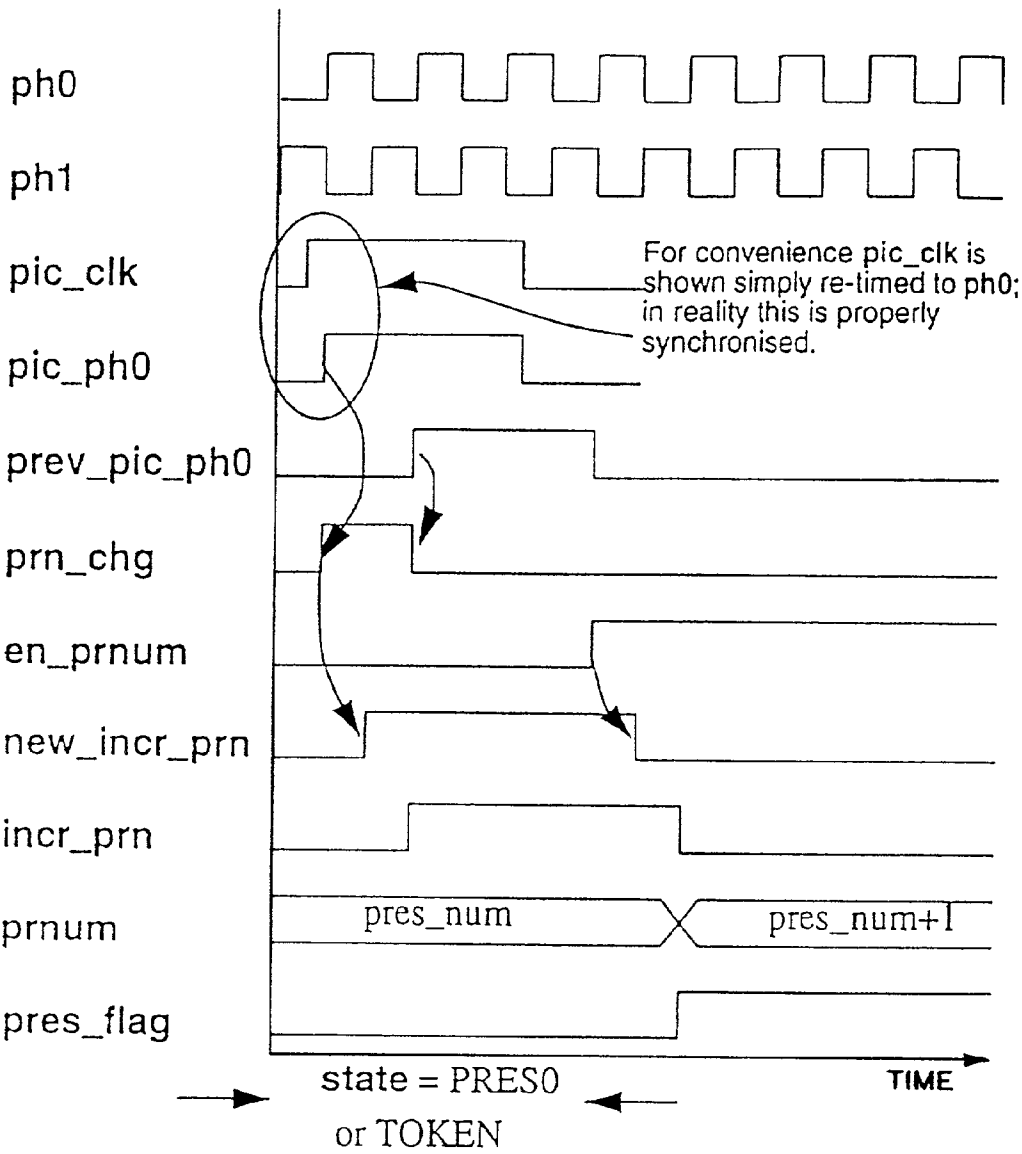 ph0
ph1
pic_clk
For convenience pic_clk is
shown simply re-timed to ph0;
in reality this is properly
synchronised.
pic_ph0
prev_pic_ph0
prn_chg
en_prnum
new_incr_prn
incr_prn
prnum
pres_num
pres_num+1
pres_flag
TIME
state = PRES0
or TOKEN